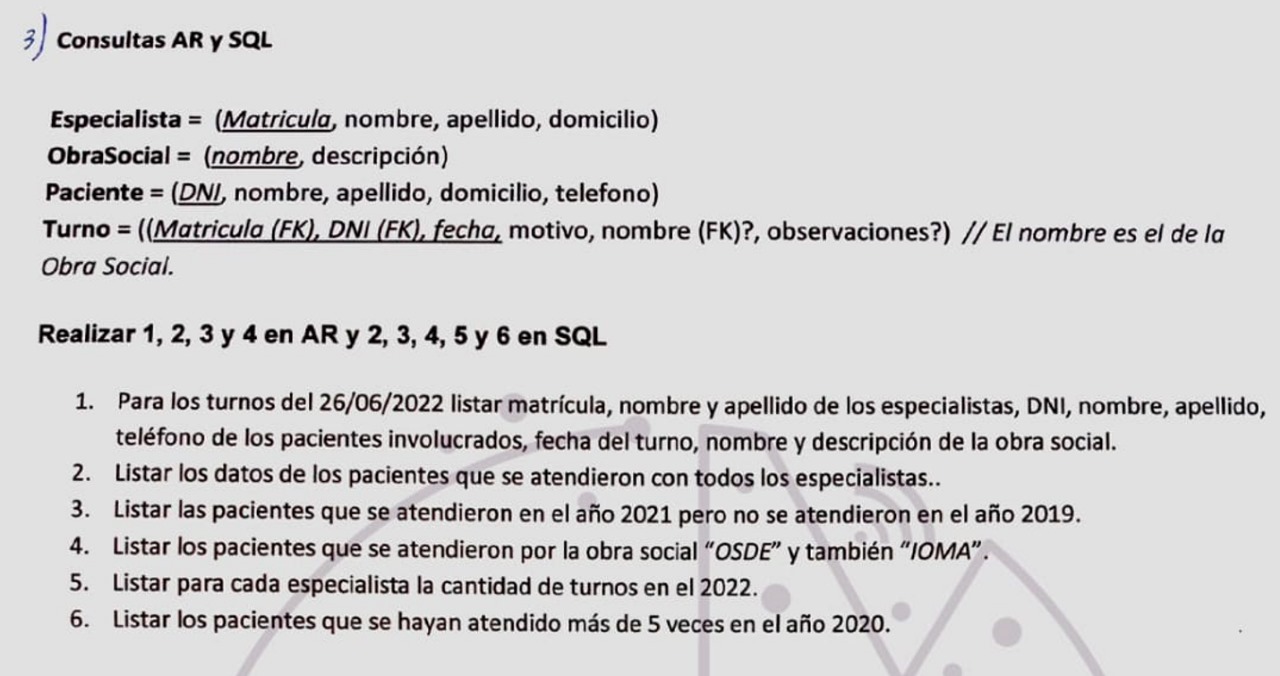 3) Consultas AR y SQL
Especialista = (Matricula, nombre, apellido, domicilio)
ObraSocial = (nombre, descripción)
Paciente = (DNI, nombre, apellido, domicilio, telefono)
Turno = ((Matricula (FK), DNI (FK), fecha, motivo, nombre (FK)?, observaciones?) // El nombre es el de la
Obra Social.
Realizar 1, 2, 3 y 4 en AR y 2, 3, 4, 5 y 6 en SQL
1. Para los turnos del 26/06/2022 listar matrícula, nombre y apellido de los especialistas, DNI, nombre, apellido,
teléfono de los pacientes involucrados, fecha del turno, nombre y descripción de la obra social.
2. Listar los datos de los pacientes que se atendieron con todos los especialistas..
3. Listar las pacientes que se atendieron en el año 2021 pero no se atendieron en el año 2019.
4. Listar los pacientes que se atendieron por la obra social “OSDE” y también “IOMA”.
5. Listar para cada especialista la cantidad de turnos en el 2022.
6. Listar los pacientes que se hayan atendido más de 5 veces en el año 2020.